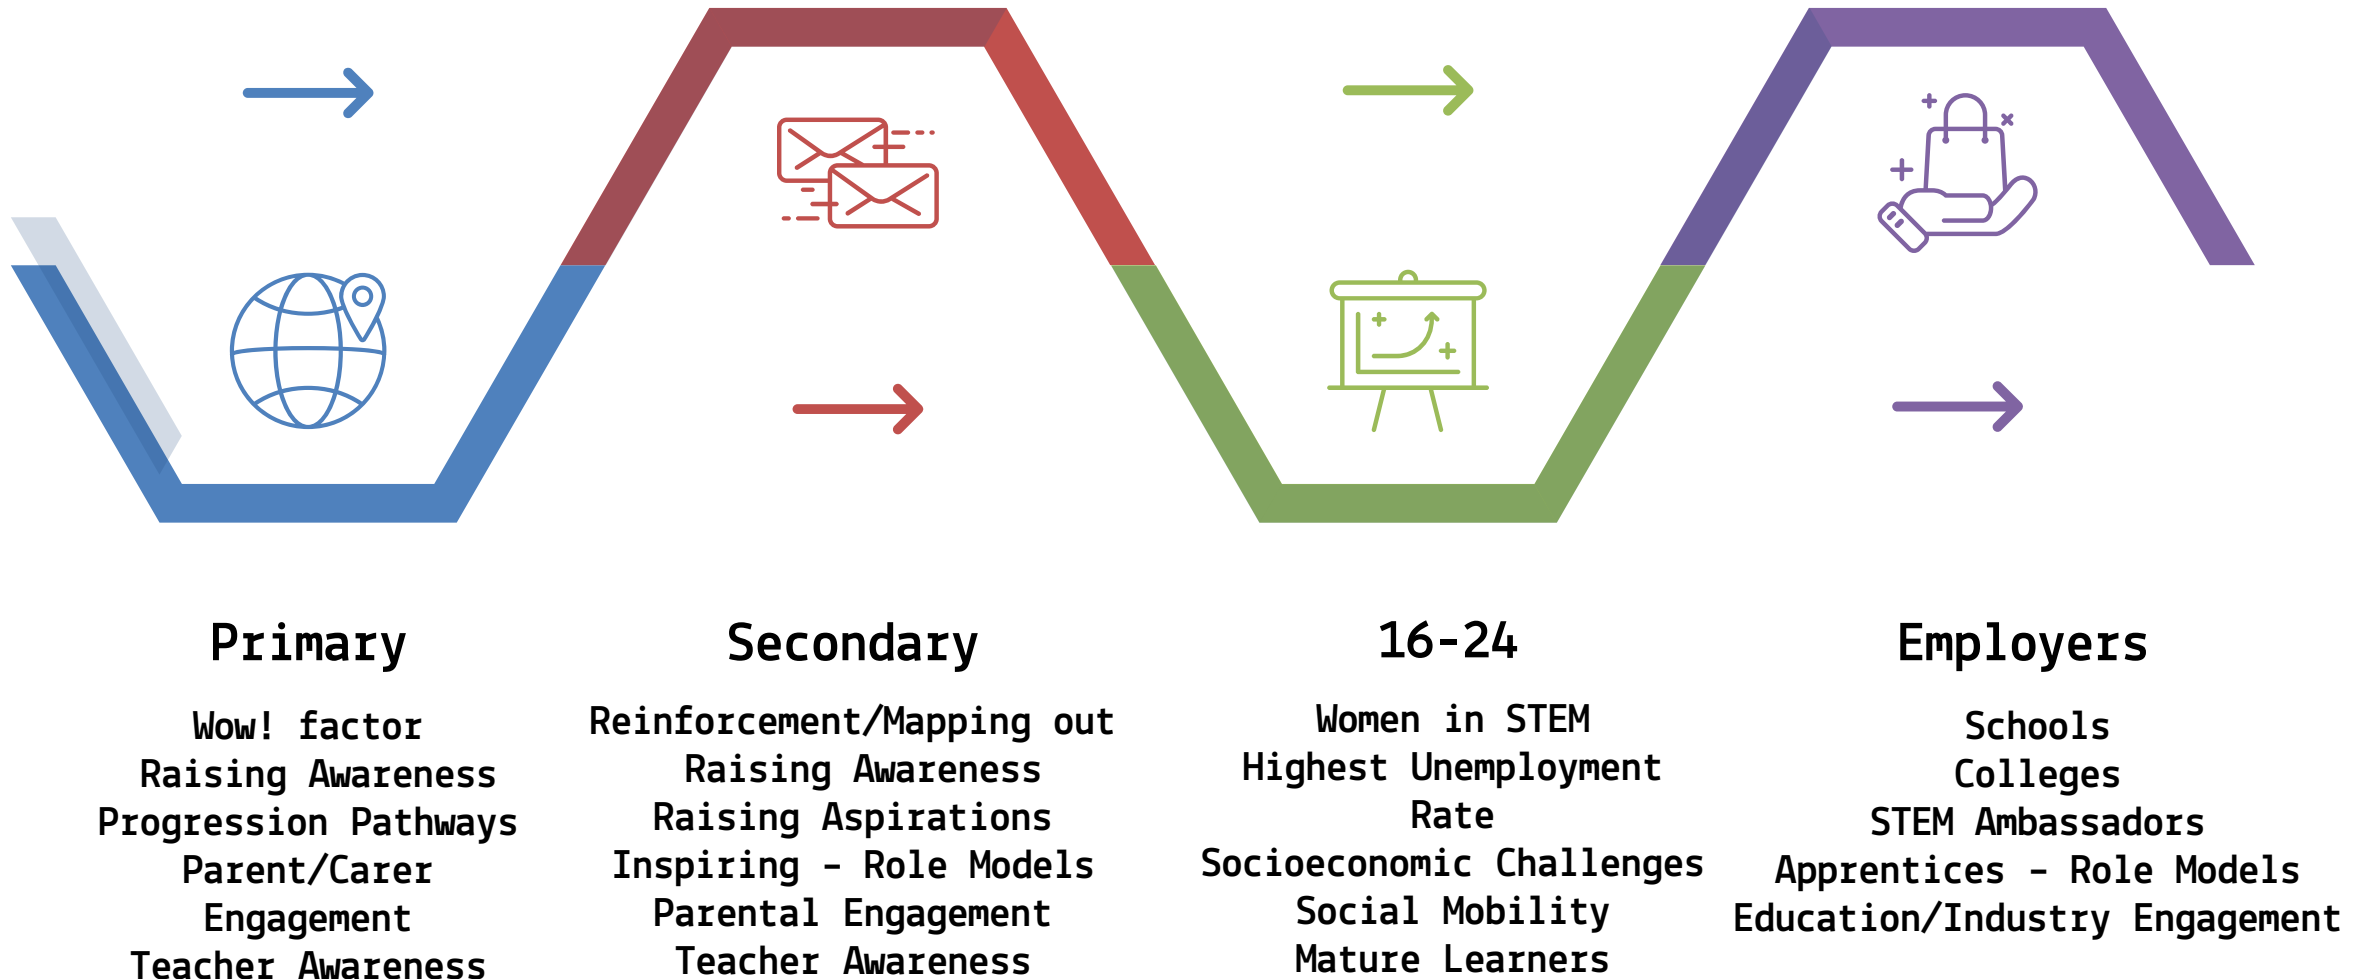 Primary
Wow! factor
Raising Awareness
Progression Pathways
Parent/Carer
Engagement
Teacher Awareness
Secondary
Reinforcement/Mapping out
Raising Awareness
Raising Aspirations
Inspiring – Role Models
Parental Engagement
Teacher Awareness
16-24
Women in STEM
Highest Unemployment
Rate
Socioeconomic Challenges
Social Mobility
Mature Learners
Employers
Schools
Colleges
STEM Ambassadors
Apprentices – Role Models
Education/Industry Engagement